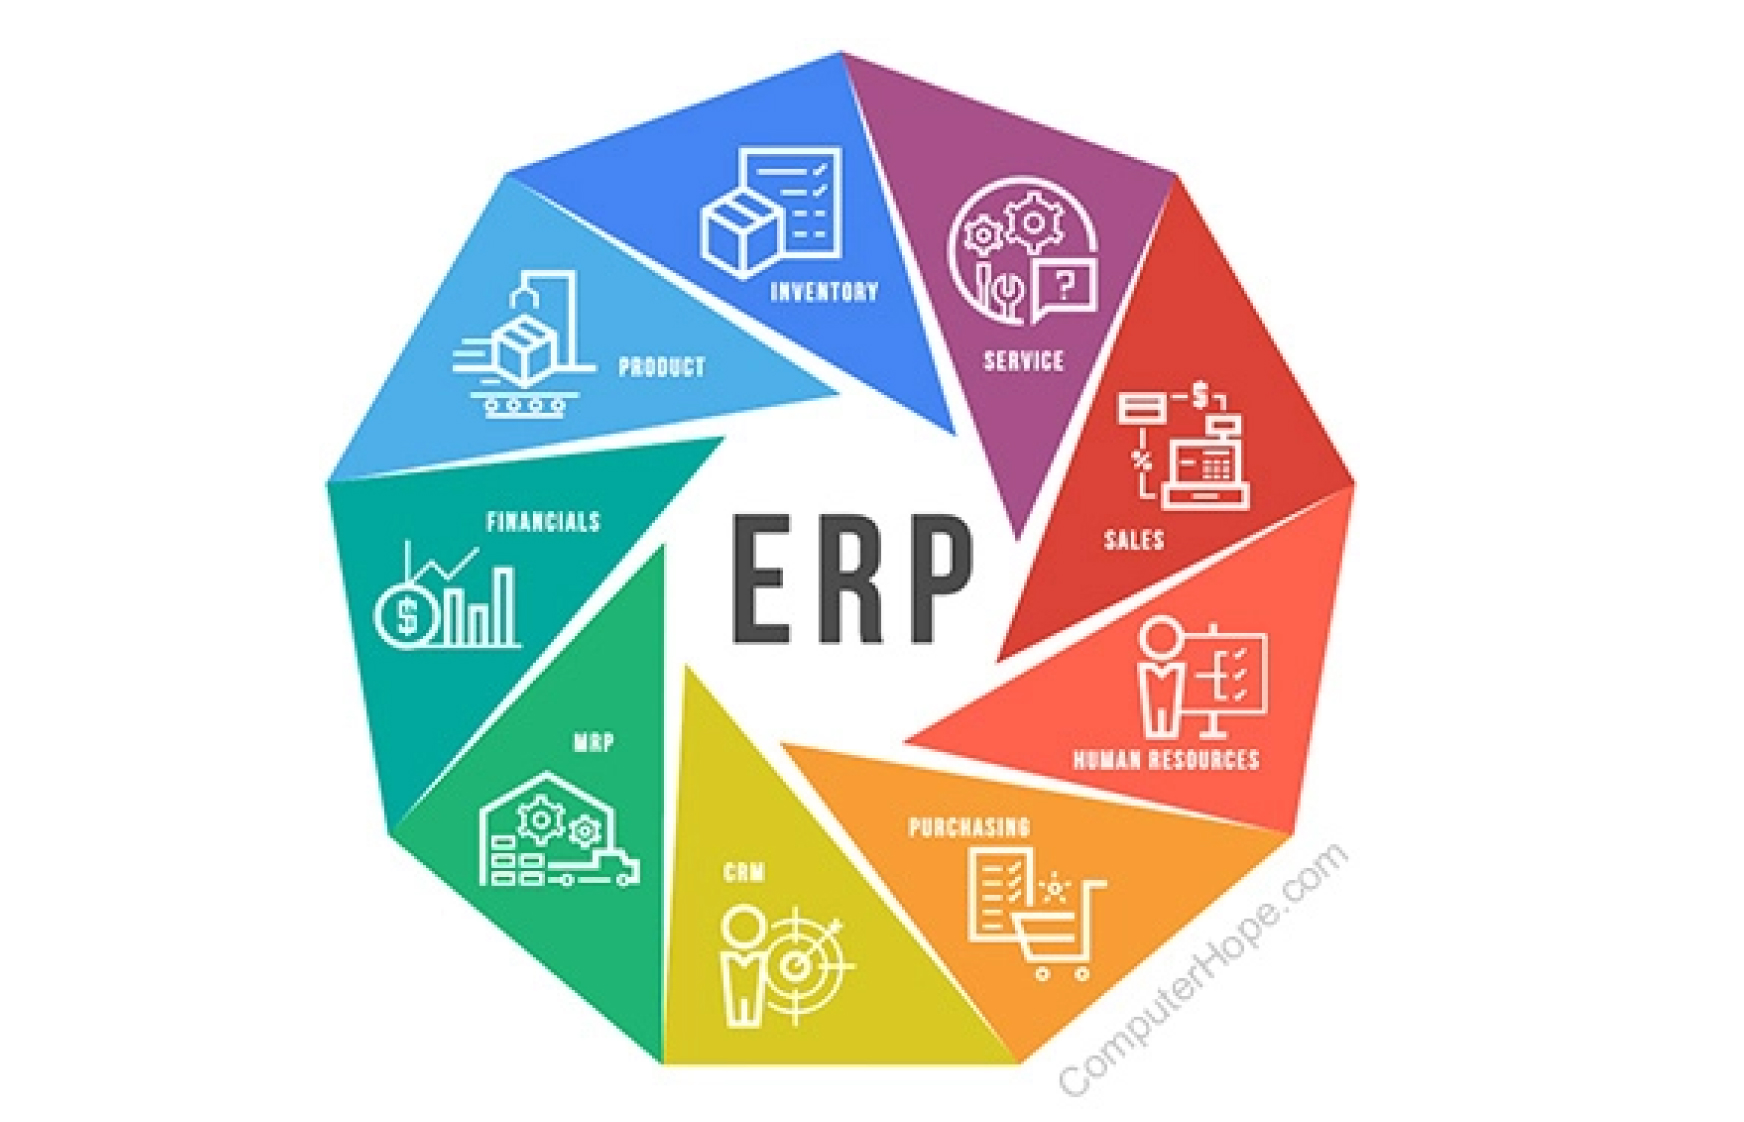 INVENTORY
SERVICE
PRODUCT
$
SALES
%
?
FINANCIALS
$
ERP
HUMAN RESOURCES
MRP
PURCHASING
CRM
ComputerHope.com